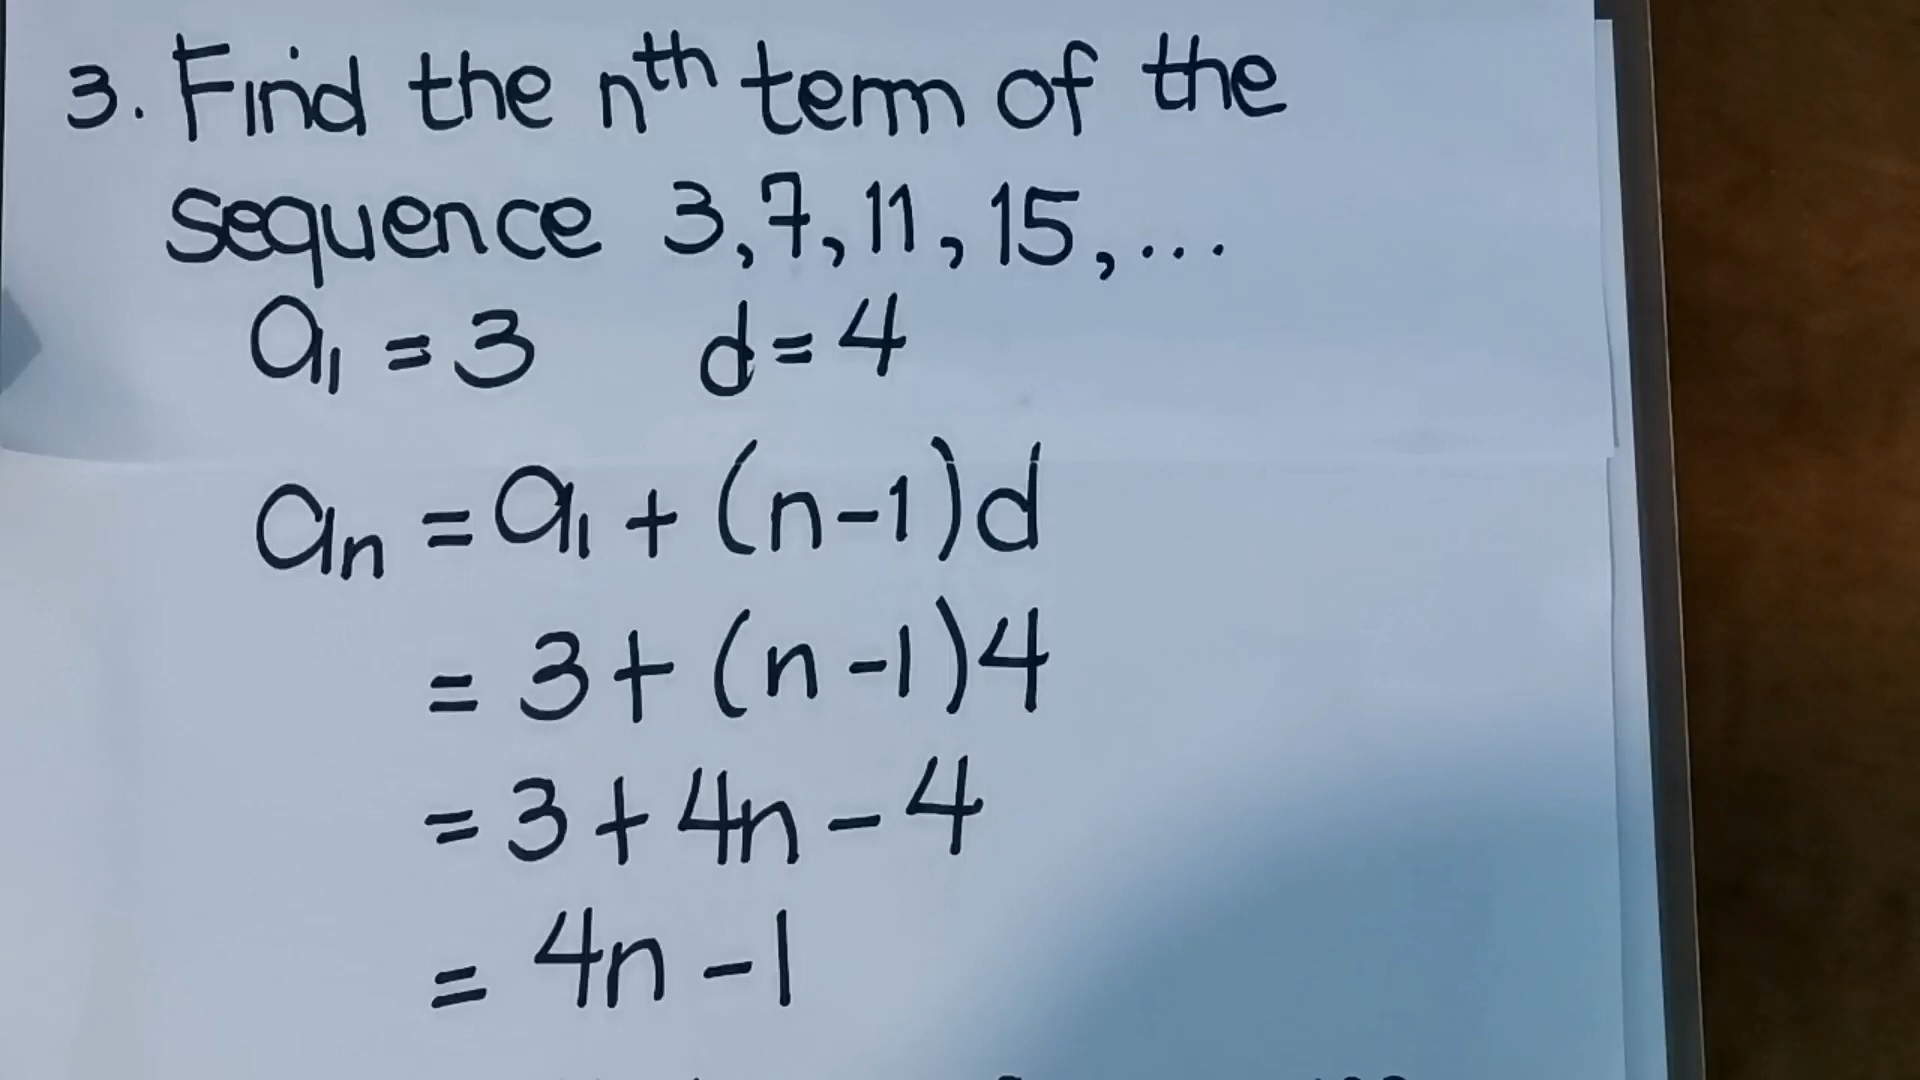 3. Find the nth term of the
sequence 3, 7, 11, 15, ...
a₁ = 3 d = 4
aₙ = a₁ + (n-1)d
= 3 + (n-1)4
= 3 + 4n - 4
= 4n - 1